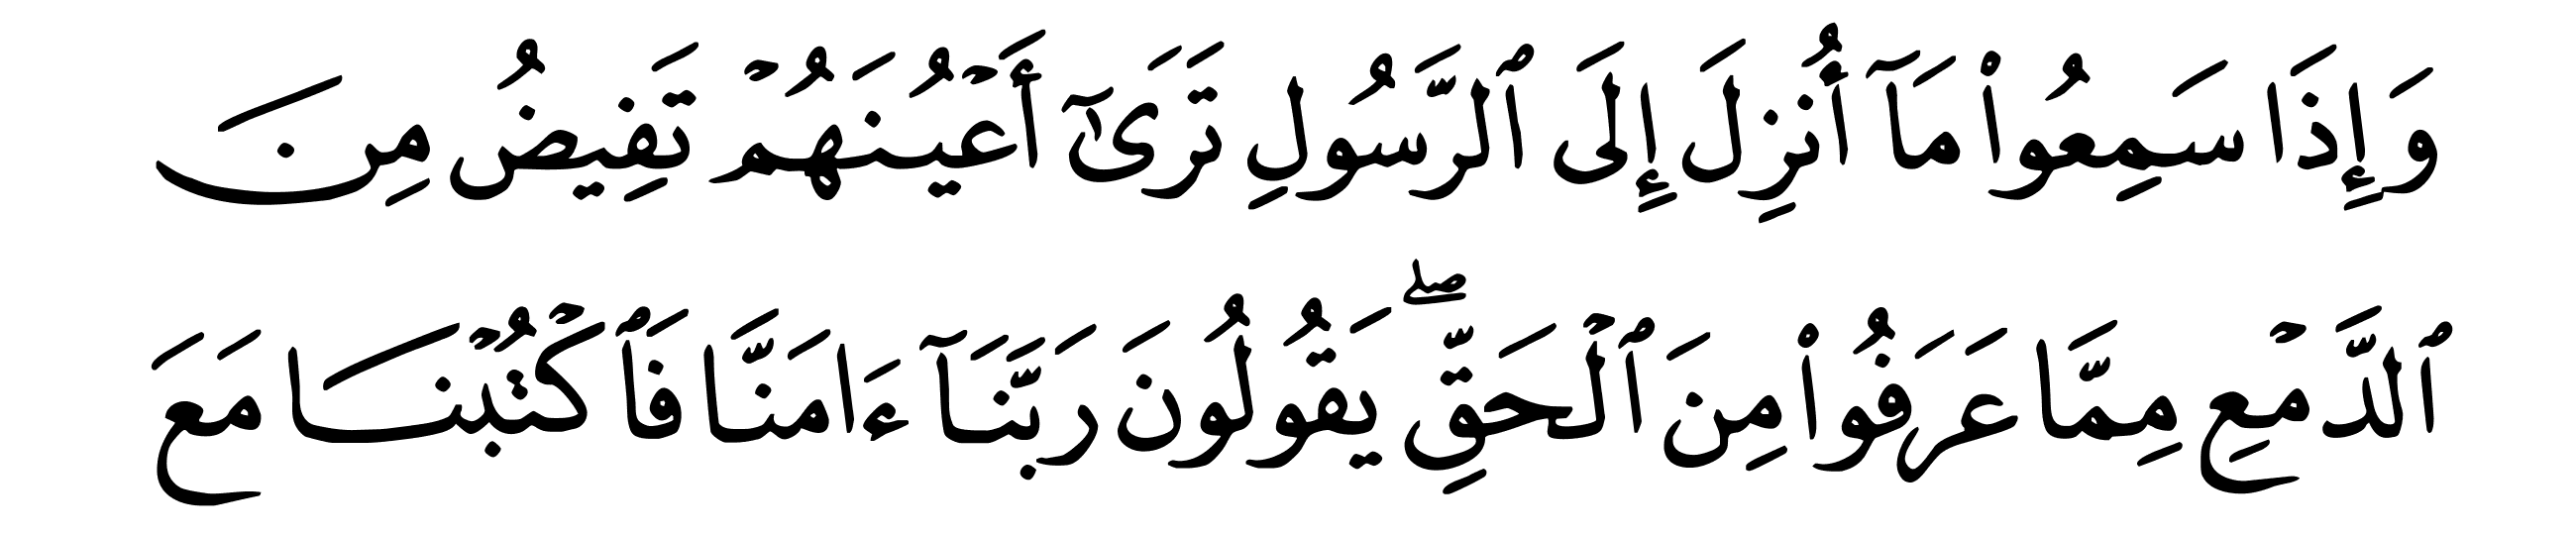 وَإِذَا سَمِعُوا۟ مَآ أُنزِلَ إِلَى ٱلرَّسُولِ تَرَىٰٓ أَعْيُنَهُمْ تَفِيضُ مِنَ
ٱلدَّمْعِ مِمَّا عَرَفُوا۟ مِنَ ٱلْحَقِّ ۖ يَقُولُونَ رَبَّنَآ ءَامَنَّا فَٱكْتُبْنَا مَعَ